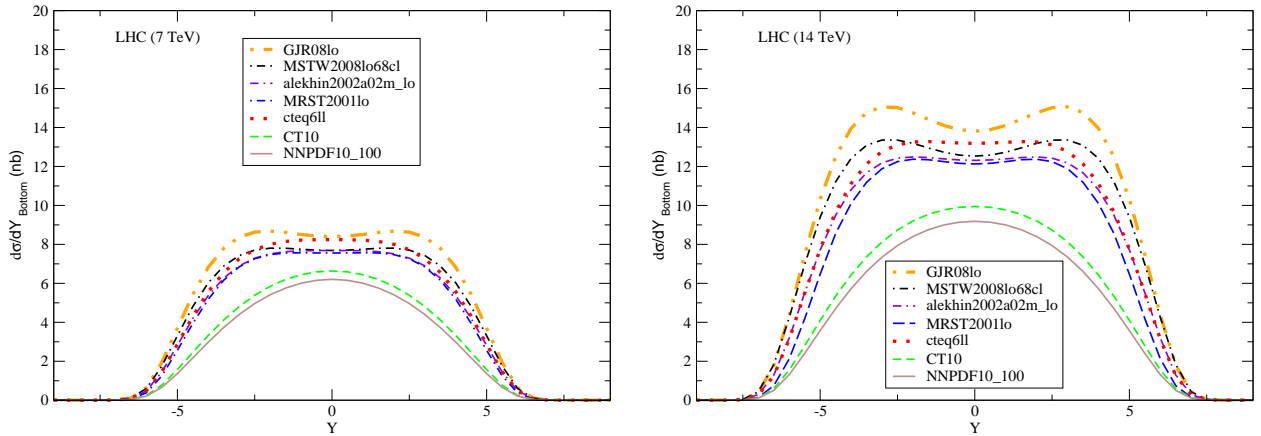 LHC (7 TeV)
GJR08lo
MSTW2008lo68cl
alekhin2002a02m_lo
MRST2001lo
cteq6ll
CT10
NNPDF10_100
dσ/dY_Bottom (nb)
20
18
16
14
12
10
8
6
4
2
0
-5
0
5
Y
LHC (14 TeV)
GJR08lo
MSTW2008lo68cl
alekhin2002a02m_lo
MRST2001lo
cteq6ll
CT10
NNPDF10_100
dσ/dY_Bottom (nb)
20
18
16
14
12
10
8
6
4
2
0
-5
0
5
Y